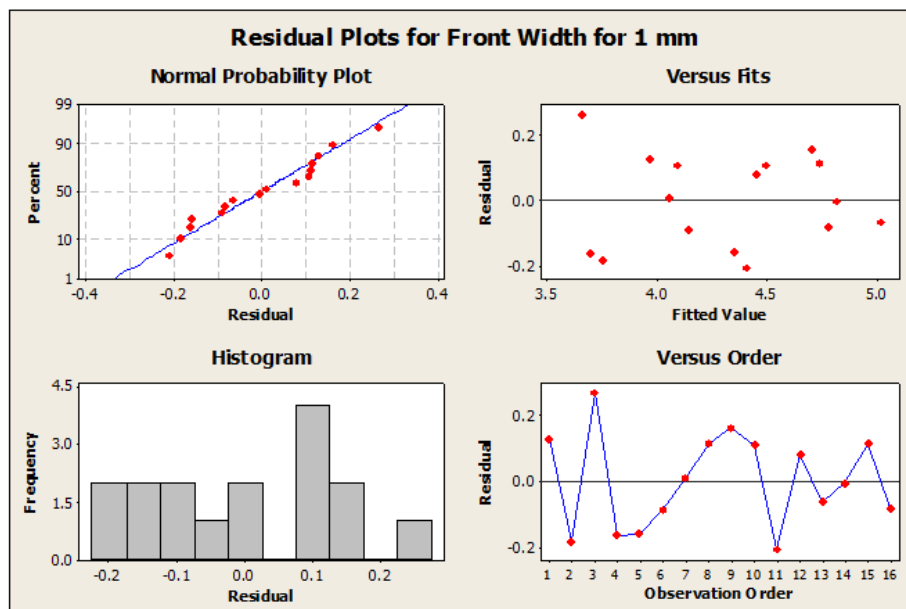 Residual Plots for Front Width for 1 mm
Normal Probability Plot
Percent
99
90
50
10
1
-0.4 -0.2 0.0 0.2 0.4
Residual
Versus Fits
Residual
0.2
0.0
-0.2
3.5 4.0 4.5 5.0
Fitted Value
Histogram
Frequency
4.5
3.0
1.5
0.0
-0.2 -0.1 0.0 0.1 0.2
Residual
Versus Order
Residual
0.2
0.0
-0.2
1 2 3 4 5 6 7 8 9 10 11 12 13 14 15 16
Observation Order